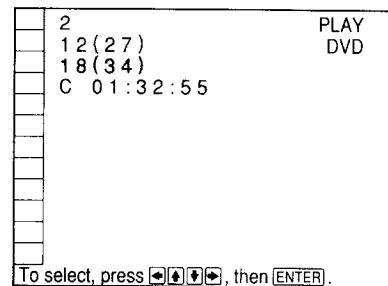 2 PLAY
12(27) DVD
18(34)
C 01:32:55
To select, press ←↑↓→, then ENTER.